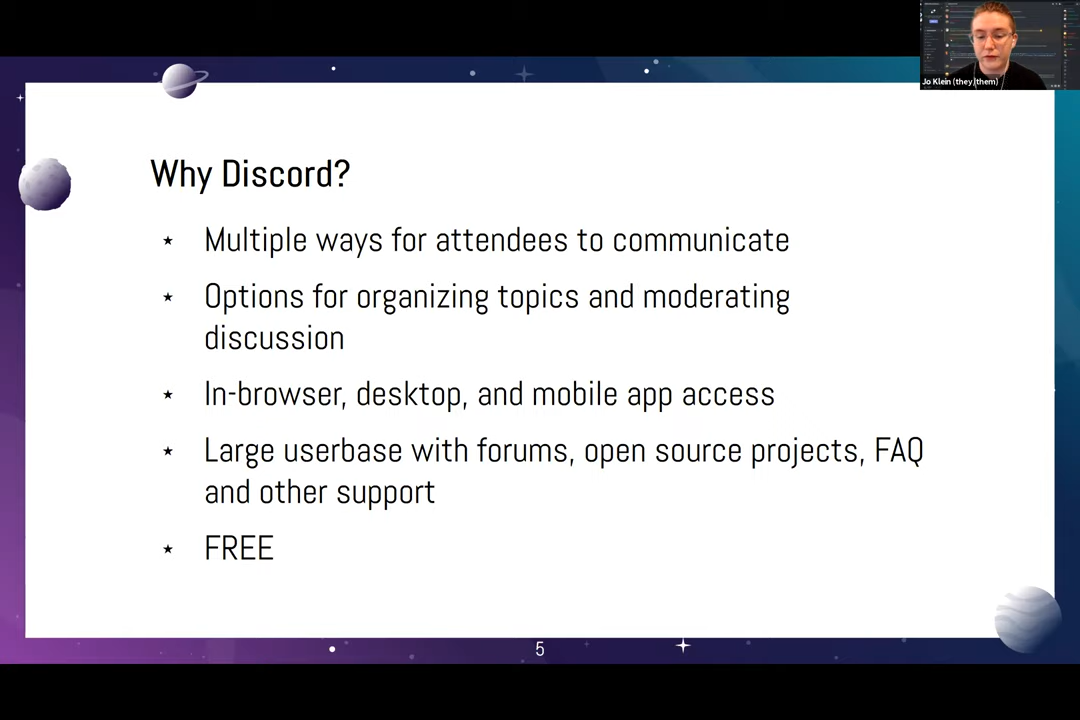 Jo Klein (they|them)
Why Discord?
⋆ Multiple ways for attendees to communicate
⋆ Options for organizing topics and moderating
discussion
⋆ In-browser, desktop, and mobile app access
⋆ Large userbase with forums, open source projects, FAQ
and other support
⋆ FREE
5